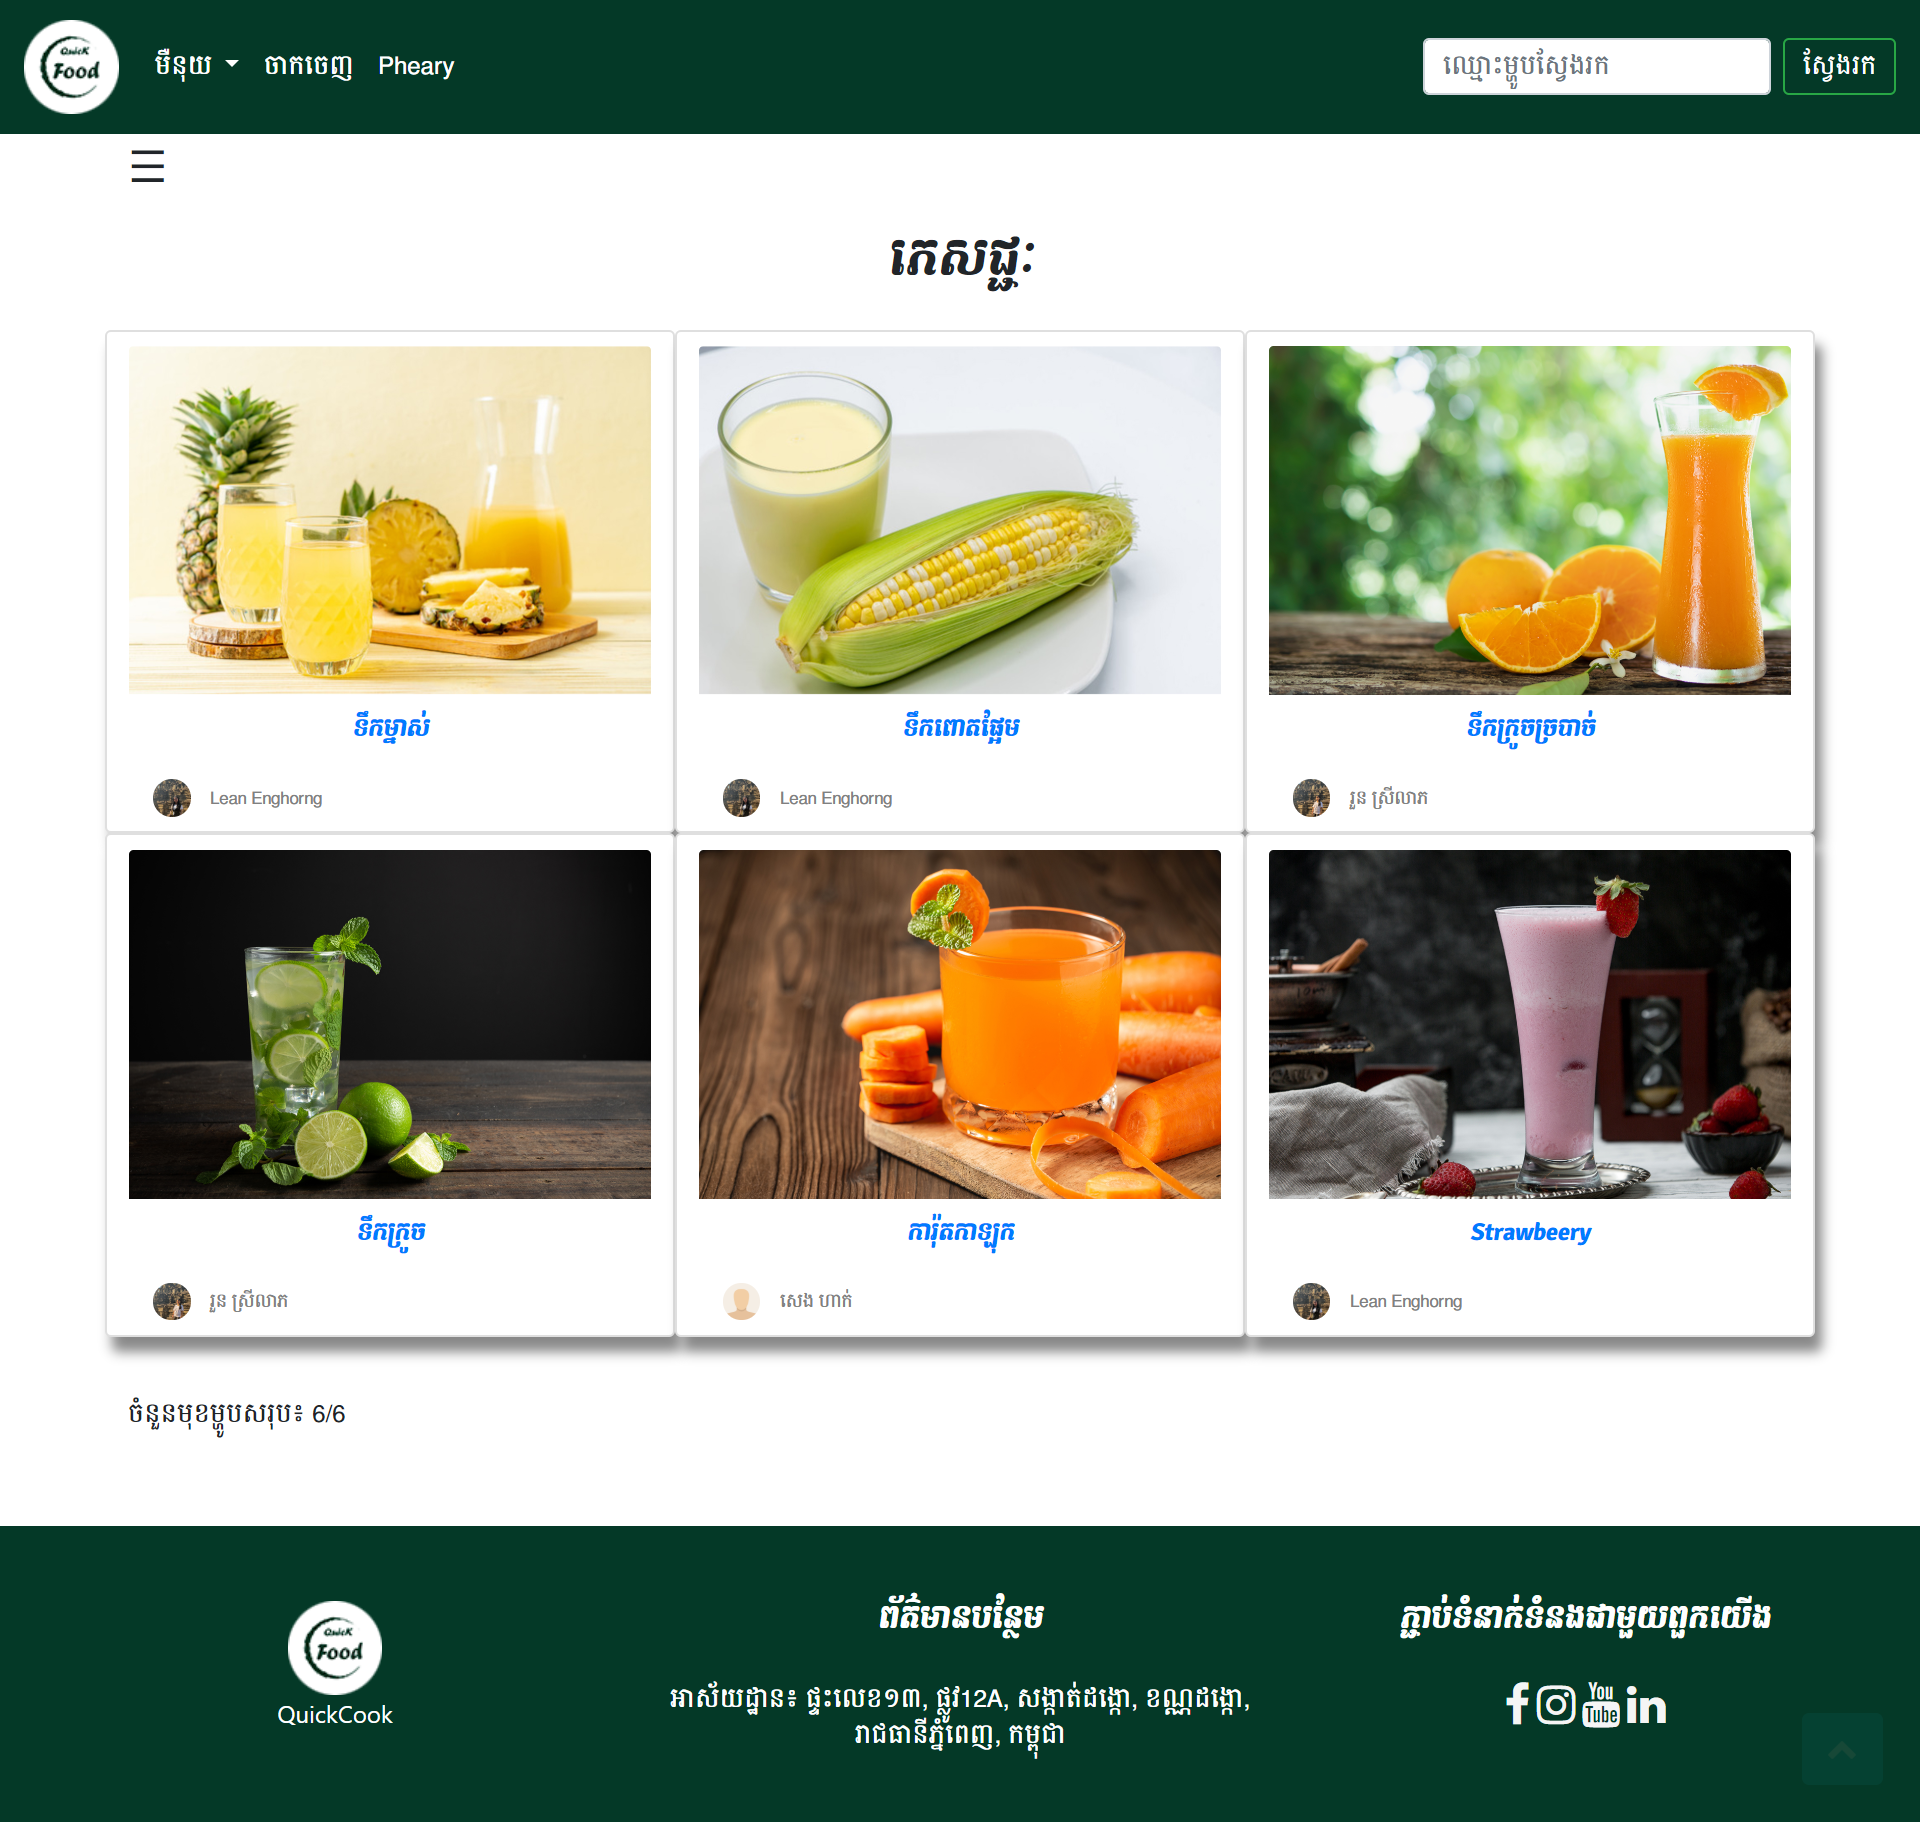 QuicK
Food
មឺនុយ
ចាកចេញ
Pheary
ឈ្មោះម្ហូបស្វែងរក
ស្វែងរក
ភេសជ្ជៈ
ទឹកម្នាស់
ទឹកពោតផ្អែម
ទឹកក្រូចច្របាច់
Lean Enghorng
Lean Enghorng
រួន ស្រីលាភ
ទឹកក្រូច
ការ៉ុតកាឡុក
Strawbeery
រួន ស្រីលាភ
សេង ហាក់
Lean Enghorng
ចំនួនមុខម្ហូបសរុប៖ 6/6
QuicK
Food
QuickCook
ព័ត៌មានបន្ថែម
អាស័យដ្ឋាន៖ ផ្ទះលេខ១៣, ផ្លូវ12A, សង្កាត់ដង្កោ, ខណ្ឌដង្កោ,
រាជធានីភ្នំពេញ, កម្ពុជា
ភ្ជាប់ទំនាក់ទំនងជាមួយពួកយើង
You
Tube
in